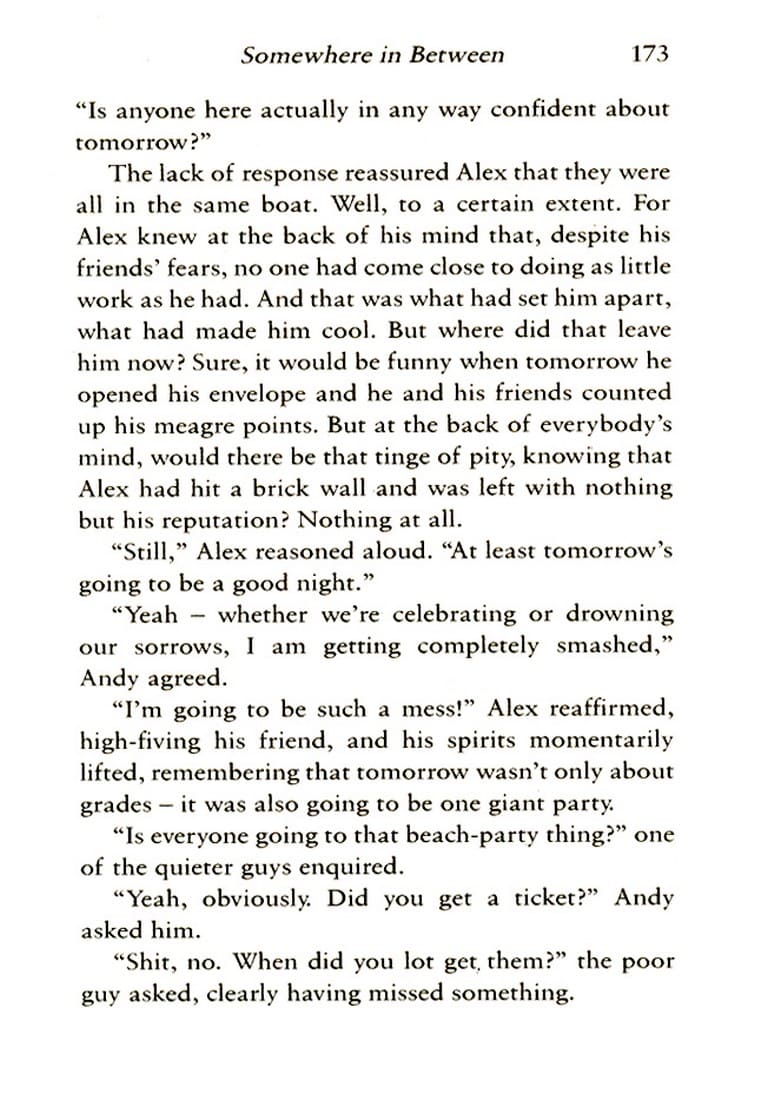 Somewhere in Between 173
“Is anyone here actually in any way confident about
tomorrow?”
The lack of response reassured Alex that they were
all in the same boat. Well, to a certain extent. For
Alex knew at the back of his mind that, despite his
friends’ fears, no one had come close to doing as little
work as he had. And that was what had set him apart,
what had made him cool. But where did that leave
him now? Sure, it would be funny when tomorrow he
opened his envelope and he and his friends counted
up his meagre points. But at the back of everybody’s
mind, would there be that tinge of pity, knowing that
Alex had hit a brick wall and was left with nothing
but his reputation? Nothing at all.
“Still,” Alex reasoned aloud. “At least tomorrow’s
going to be a good night.”
“Yeah – whether we’re celebrating or drowning
our sorrows, I am getting completely smashed,”
Andy agreed.
“I’m going to be such a mess!” Alex reaffirmed,
high-fiving his friend, and his spirits momentarily
lifted, remembering that tomorrow wasn’t only about
grades – it was also going to be one giant party.
“Is everyone going to that beach-party thing?” one
of the quieter guys enquired.
“Yeah, obviously. Did you get a ticket?” Andy
asked him.
“Shit, no. When did you lot get them?” the poor
guy asked, clearly having missed something.